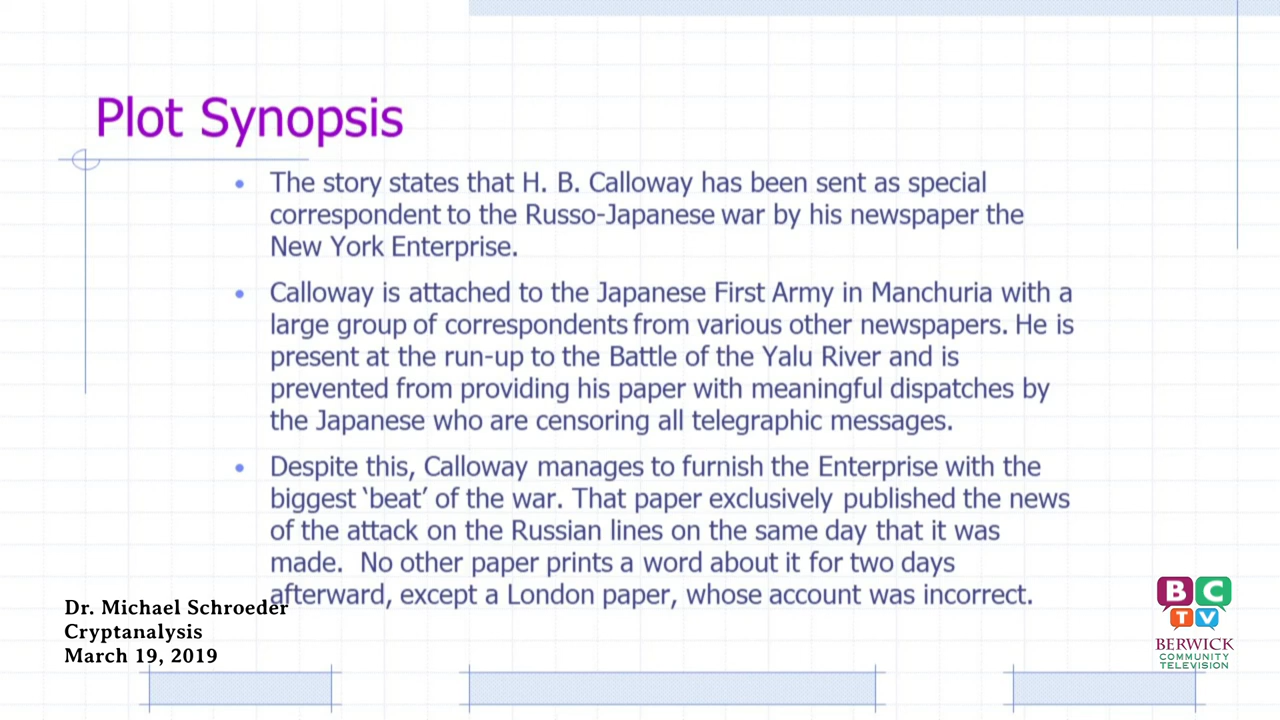 Plot Synopsis
• The story states that H. B. Calloway has been sent as special
correspondent to the Russo-Japanese war by his newspaper the
New York Enterprise.
• Calloway is attached to the Japanese First Army in Manchuria with a
large group of correspondents from various other newspapers. He is
present at the run-up to the Battle of the Yalu River and is
prevented from providing his paper with meaningful dispatches by
the Japanese who are censoring all telegraphic messages.
• Despite this, Calloway manages to furnish the Enterprise with the
biggest ‘beat’ of the war. That paper exclusively published the news
of the attack on the Russian lines on the same day that it was
made.  No other paper prints a word about it for two days
afterward, except a London paper, whose account was incorrect.
Dr. Michael Schroeder
Cryptanalysis
March 19, 2019
BC
TV
BERWICK
COMMUNITY
TELEVISION